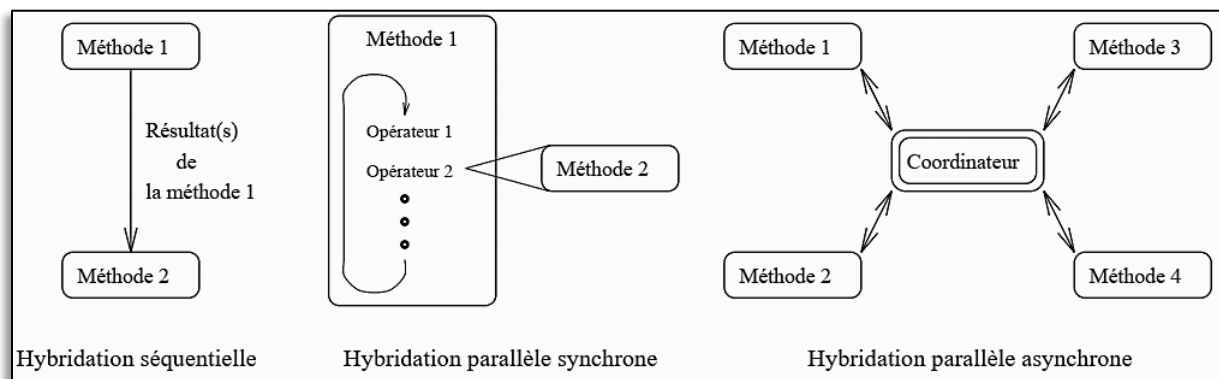 Méthode 1
Résultat(s)
de
la méthode 1
Méthode 2
Hybridation séquentielle
Méthode 1
Opérateur 1
Opérateur 2
Méthode 2
Hybridation parallèle synchrone
Méthode 1
Méthode 3
Coordinateur
Méthode 2
Méthode 4
Hybridation parallèle asynchrone